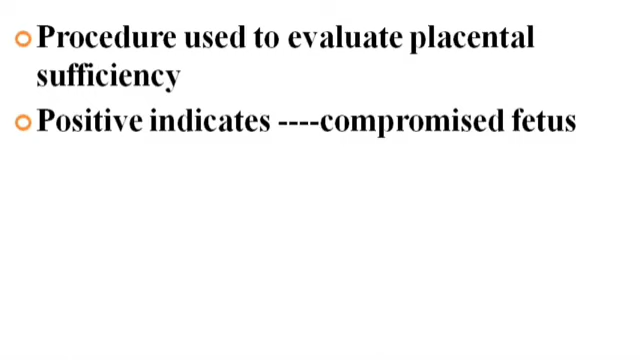 Procedure used to evaluate placental
sufficiency
Positive indicates ----compromised fetus